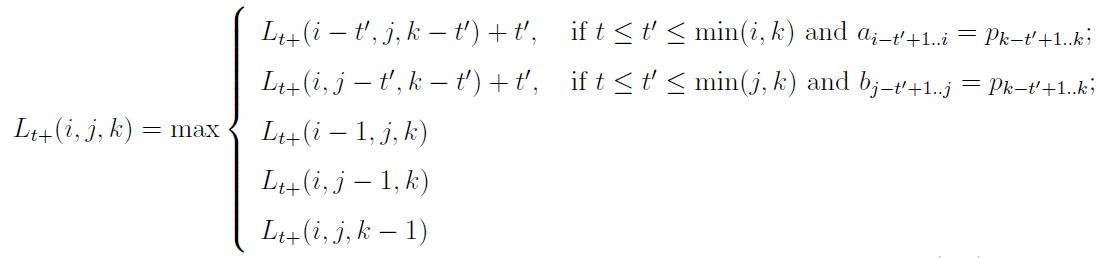 L_{t+}(i − t′, j, k − t′) + t′, if t ≤ t′ ≤ min(i, k) and a_{i−t′+1..i} = p_{k−t′+1..k};
L_{t+}(i, j − t′, k − t′) + t′, if t ≤ t′ ≤ min(j, k) and b_{j−t′+1..j} = p_{k−t′+1..k};
L_{t+}(i, j, k) = max { L_{t+}(i − 1, j, k)
L_{t+}(i, j − 1, k)
L_{t+}(i, j, k − 1)